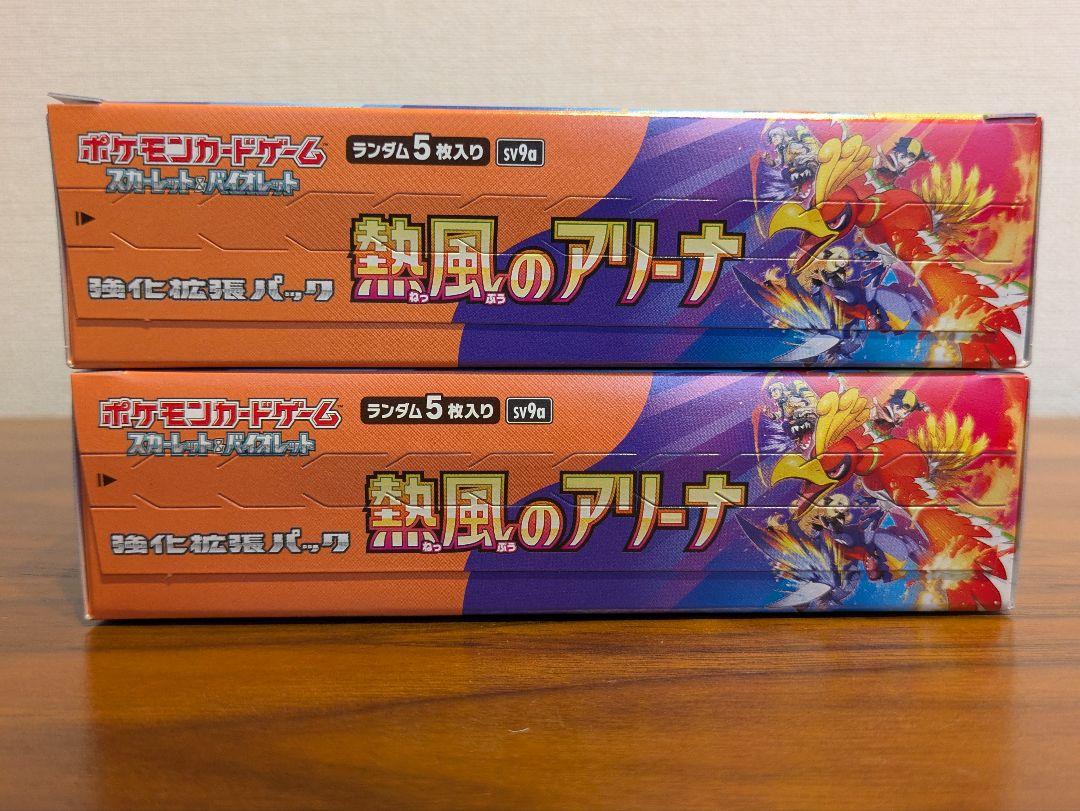 ポケモンカードゲーム™
スカーレット&バイオレット
ランダム5枚入り
sv9a
強化拡張パック
熱風のアリーナ
ねっ ぷう
ポケモンカードゲーム™
スカーレット&バイオレット
ランダム5枚入り
sv9a
強化拡張パック
熱風のアリーナ
ねっ ぷう